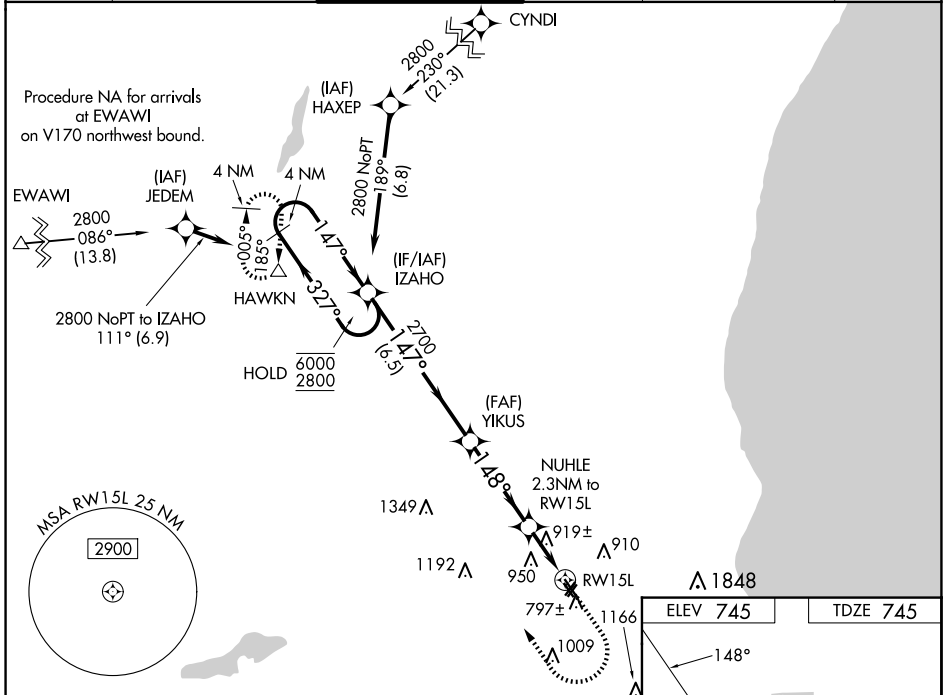 CYNDI
2800
230°
(21.3)
(IAF)
HAXEP
Procedure NA for arrivals
at EWAWI
on V170 northwest bound.
2800 NoPT
189°
(6.8)
4 NM
4 NM
(IAF)
JEDEM
EWAWI
2800
086°
(13.8)
005°
185°
147°
(IF/IAF)
IZAHO
HAWKN
327°
2800 NoPT to IZAHO
111° (6.9)
HOLD
6000
2800
2700
147°
(6.5)
(FAF)
YIKUS
148°
NUHLE
2.3NM to
RW15L
1349
919±
910
MSA RW15L 25 NM
2900
1192
950
RW15L
1848
797±
1166
1009
ELEV 745
TDZE 745
148°